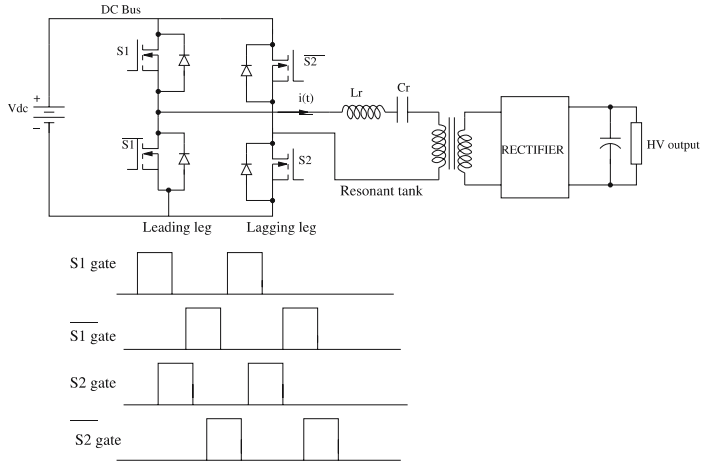 DC Bus
S1
S2
i(t)
Lr
Cr
Vdc
+
−
S1
S2
RECTIFIER
HV output
Resonant tank
Leading leg
Lagging leg
S1 gate
S1 gate
S2 gate
S2 gate